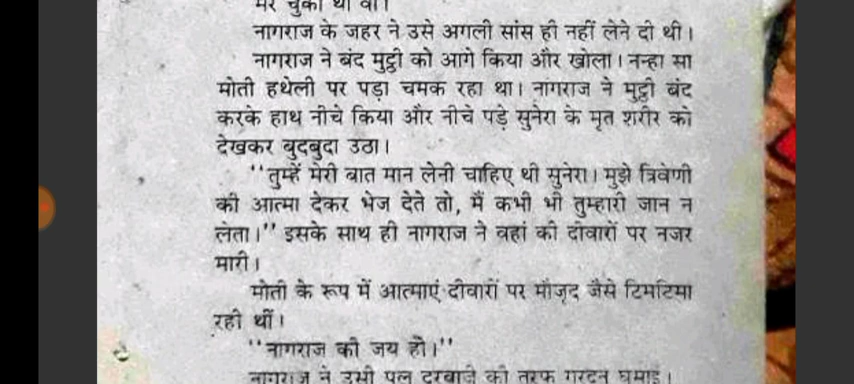 मर चुका था वो।
नागराज के जहर ने उसे अगली सांस ही नहीं लेने दी थी।
नागराज ने बंद मुट्ठी को आगे किया और खोला। नन्हा सा
मोती हथेली पर पड़ा चमक रहा था। नागराज ने मुट्ठी बंद
करके हाथ नीचे किया और नीचे पड़े सुनेरा के मृत शरीर को
देखकर बुदबुदा उठा।
''तुम्हें मेरी बात मान लेनी चाहिए थी सुनेरा। मुझे त्रिवेणी
की आत्मा देकर भेज देते तो, मैं कभी भी तुम्हारी जान न
लेता।'' इसके साथ ही नागराज ने वहां की दीवारों पर नजर
मारी।
मोती के रूप में आत्माएं दीवारों पर मौजूद जैसे टिमटिमा
रही थीं।
''नागराज की जय हो।''
नागराज ने उसी पल दरवाजे की तरफ गरदन घुमाई।